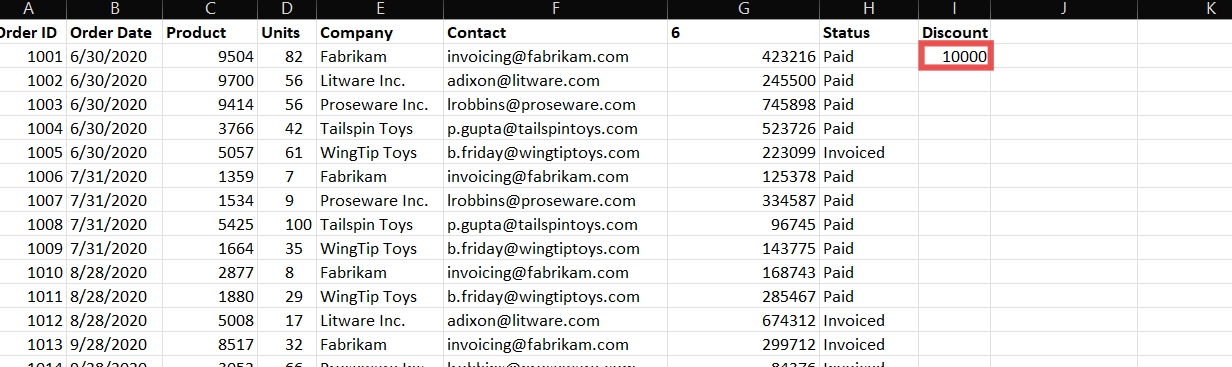 A B C D E F G H I J K
Order ID Order Date Product Units Company Contact 6 Status Discount
1001 6/30/2020 9504 82 Fabrikam invoicing@fabrikam.com 423216 Paid 10000
1002 6/30/2020 9700 56 Litware Inc. adixon@litware.com 245500 Paid
1003 6/30/2020 9414 56 Proseware Inc. lrobbins@proseware.com 745898 Paid
1004 6/30/2020 3766 42 Tailspin Toys p.gupta@tailspintoys.com 523726 Paid
1005 6/30/2020 5057 61 WingTip Toys b.friday@wingtiptoys.com 223099 Invoiced
1006 7/31/2020 1359 7 Fabrikam invoicing@fabrikam.com 125378 Paid
1007 7/31/2020 1534 9 Proseware Inc. lrobbins@proseware.com 334587 Paid
1008 7/31/2020 5425 100 Tailspin Toys p.gupta@tailspintoys.com 96745 Paid
1009 7/31/2020 1664 35 WingTip Toys b.friday@wingtiptoys.com 143775 Paid
1010 8/28/2020 2877 8 Fabrikam invoicing@fabrikam.com 168743 Paid
1011 8/28/2020 1880 29 WingTip Toys b.friday@wingtiptoys.com 285467 Paid
1012 8/28/2020 5008 17 Litware Inc. adixon@litware.com 674312 Invoiced
1013 9/28/2020 8517 32 Fabrikam invoicing@fabrikam.com 299712 Invoiced